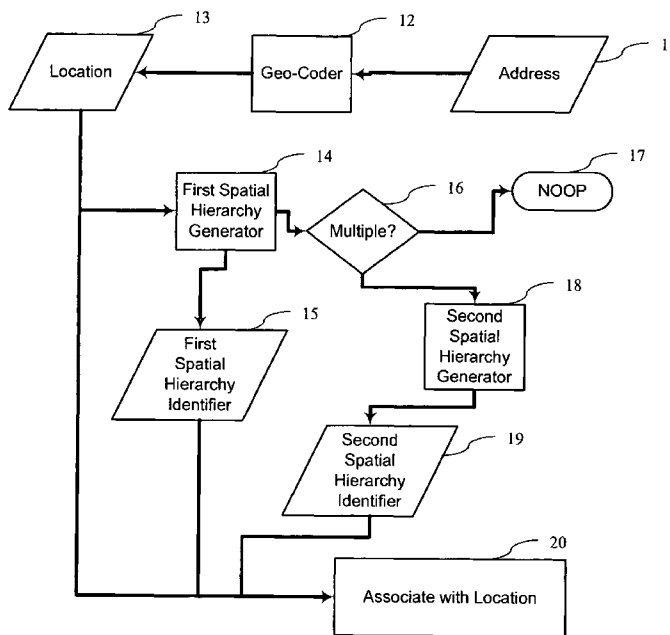 13
12
1
Location
Geo-Coder
Address
14
First Spatial
Hierarchy
Generator
16
Multiple?
17
NOOP
15
First
Spatial
Hierarchy
Identifier
18
Second
Spatial
Hierarchy
Generator
19
Second
Spatial
Hierarchy
Identifier
20
Associate with Location